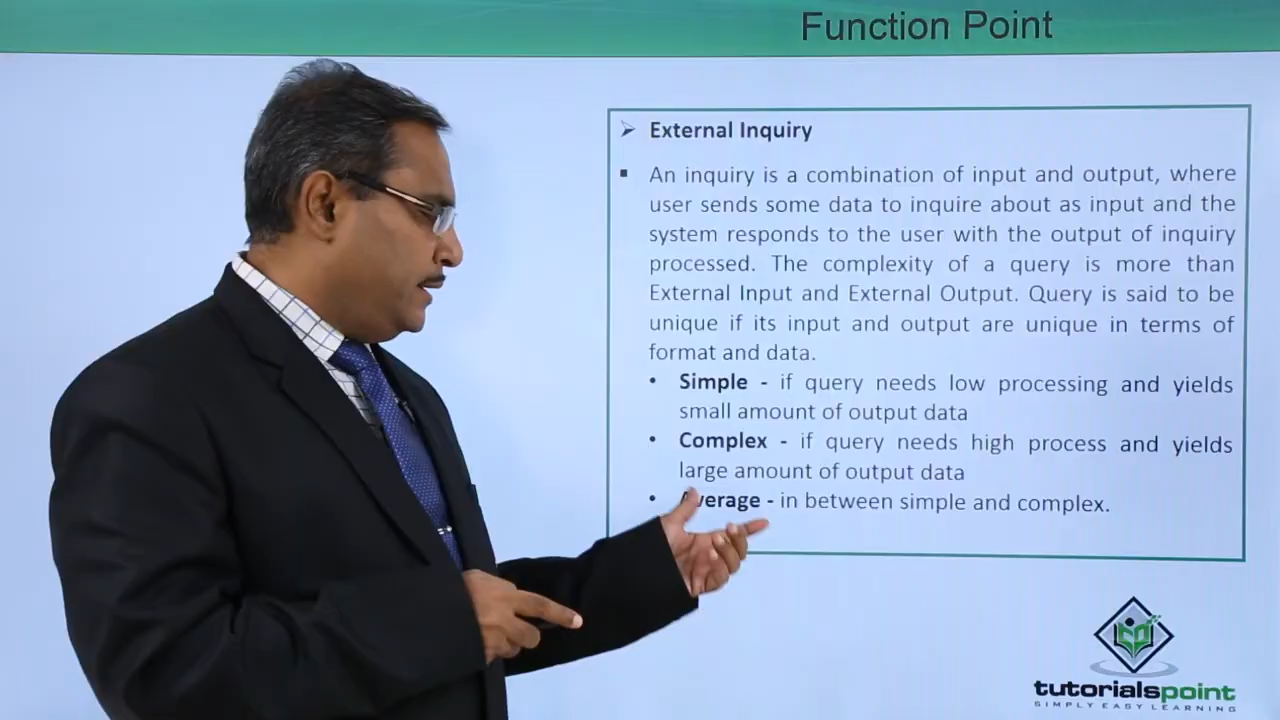 Function Point
➢ External Inquiry
▪ An inquiry is a combination of input and output, where
user sends some data to inquire about as input and the
system responds to the user with the output of inquiry
processed. The complexity of a query is more than
External Input and External Output. Query is said to be
unique if its input and output are unique in terms of
format and data.
• Simple - if query needs low processing and yields
small amount of output data
• Complex - if query needs high process and yields
large amount of output data
• verage - in between simple and complex.
tutorialspoint
SIMPLY EASY LEARNING